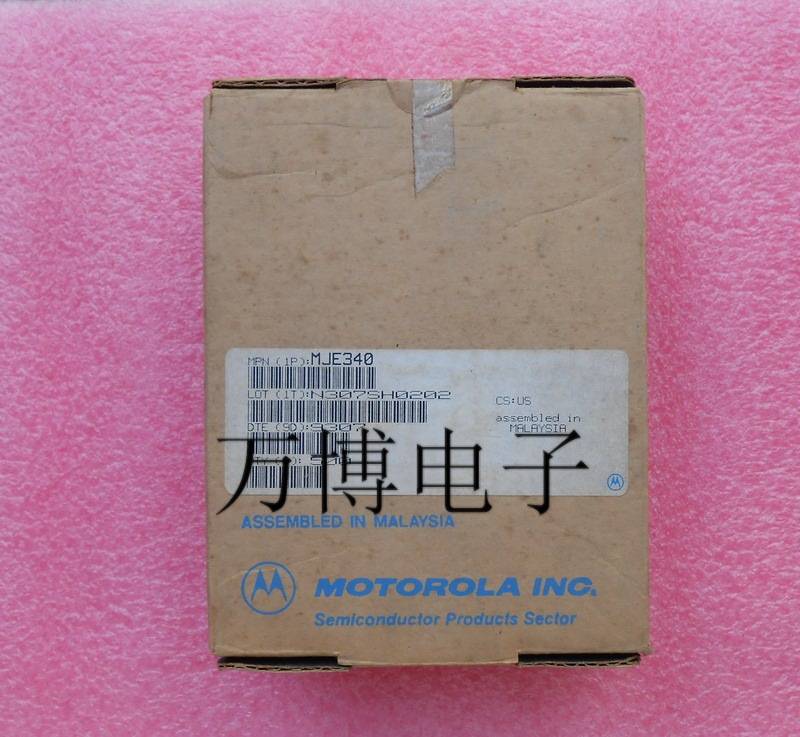 MPN (1P):MJE340
LOT (1T):N307SH0202
CS:US
assembled in
MALAYSIA
DTE (9D):9307
500
万博电子
ASSEMBLED IN MALAYSIA
MOTOROLA INC.
Semiconductor Products Sector